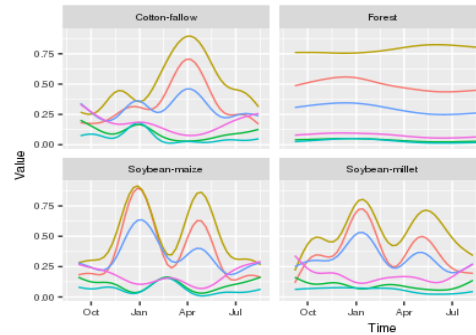 Cotton-fallow Forest
0.75
0.50
0.25
0.00
Value
Soybean-maize Soybean-millet
0.75
0.50
0.25
0.00
Oct Jan Apr Jul Oct Jan Apr Jul
Time